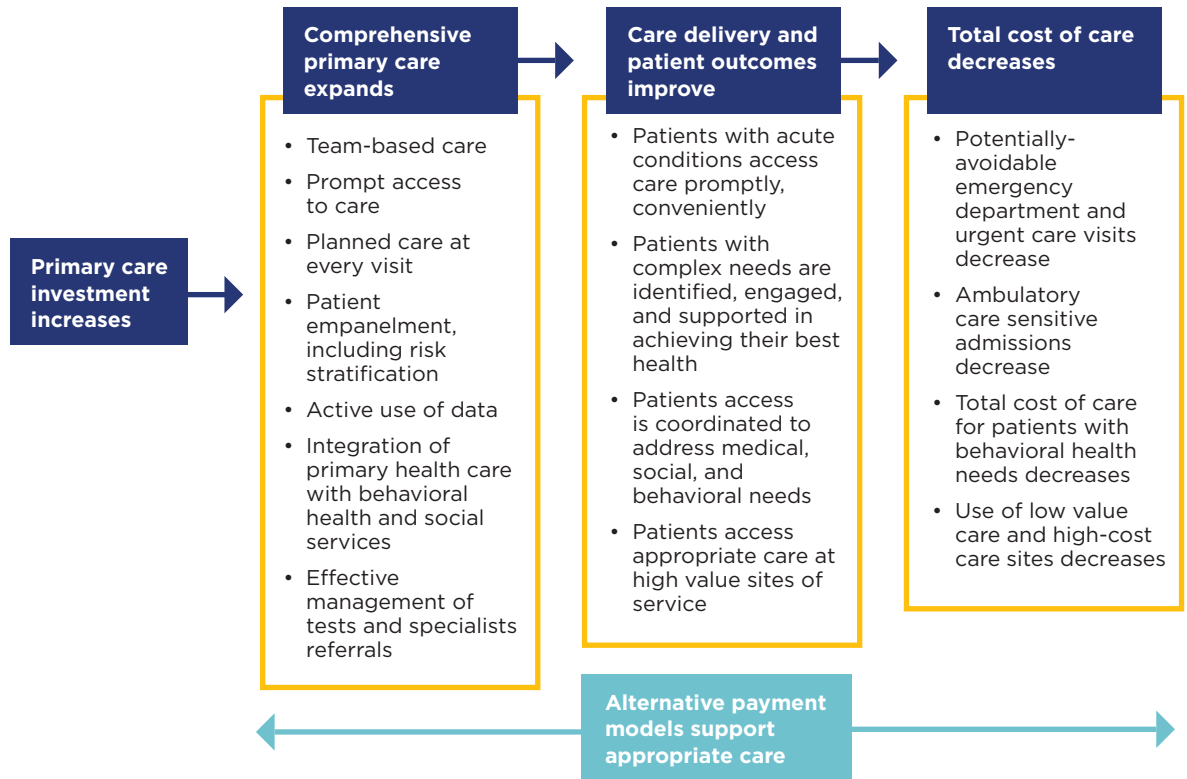 Primary care
investment
increases
Comprehensive
primary care
expands
• Team-based care
• Prompt access
to care
• Planned care at
every visit
• Patient
empanelment,
including risk
stratification
• Active use of data
• Integration of
primary health care
with behavioral
health and social
services
• Effective
management of
tests and specialists
referrals
Care delivery and
patient outcomes
improve
• Patients with acute
conditions access
care promptly,
conveniently
• Patients with
complex needs are
identified, engaged,
and supported in
achieving their best
health
• Patients access
is coordinated to
address medical,
social, and
behavioral needs
• Patients access
appropriate care at
high value sites of
service
Total cost of care
decreases
• Potentially-
avoidable
emergency
department and
urgent care visits
decrease
• Ambulatory
care sensitive
admissions
decrease
• Total cost of care
for patients with
behavioral health
needs decreases
• Use of low value
care and high-cost
care sites decreases
Alternative payment
models support
appropriate care